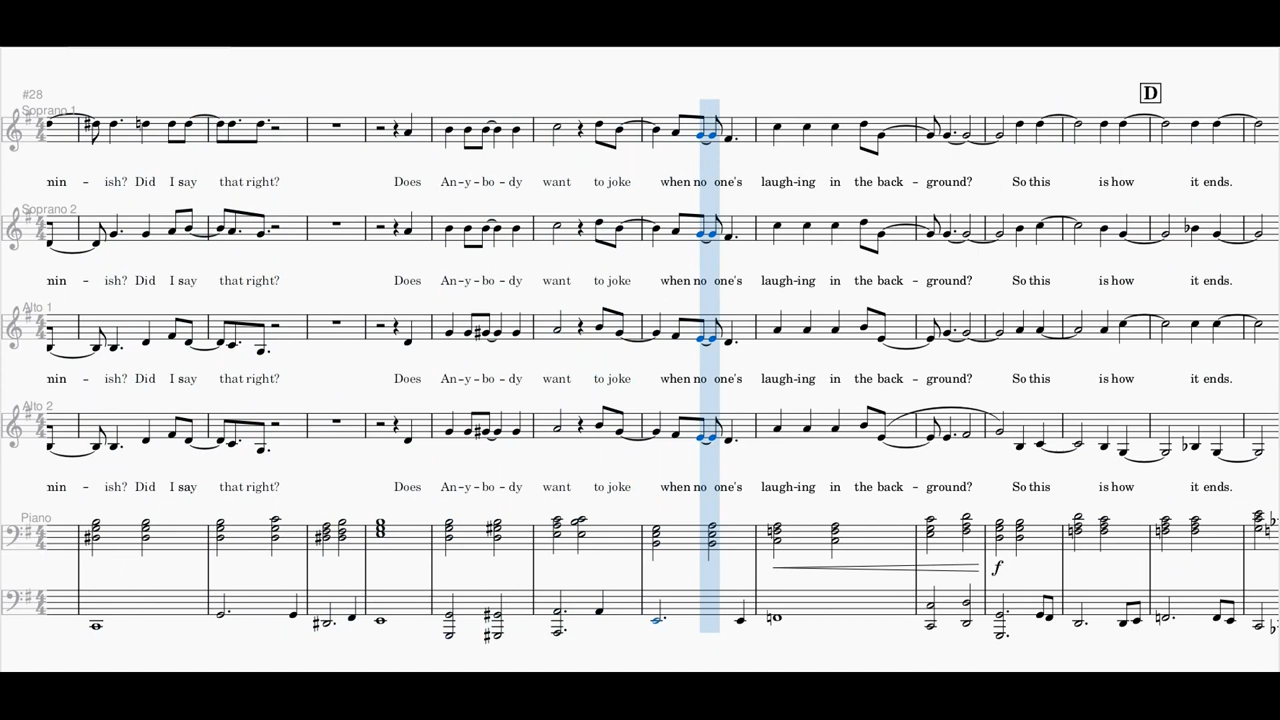 D
#28
Soprano 1
min - ish? Did I say that right? Does An-y-bo-dy want to joke when no one's laugh-ing in the back - ground? So this is how it ends.
Soprano 2
min - ish? Did I say that right? Does An-y-bo-dy want to joke when no one's laugh-ing in the back - ground? So this is how it ends.
Alto 1
min - ish? Did I say that right? Does An-y-bo-dy want to joke when no one's laugh-ing in the back - ground? So this is how it ends.
Alto 2
min - ish? Did I say that right? Does An-y-bo-dy want to joke when no one's laugh-ing in the back - ground? So this is how it ends.
Piano
f